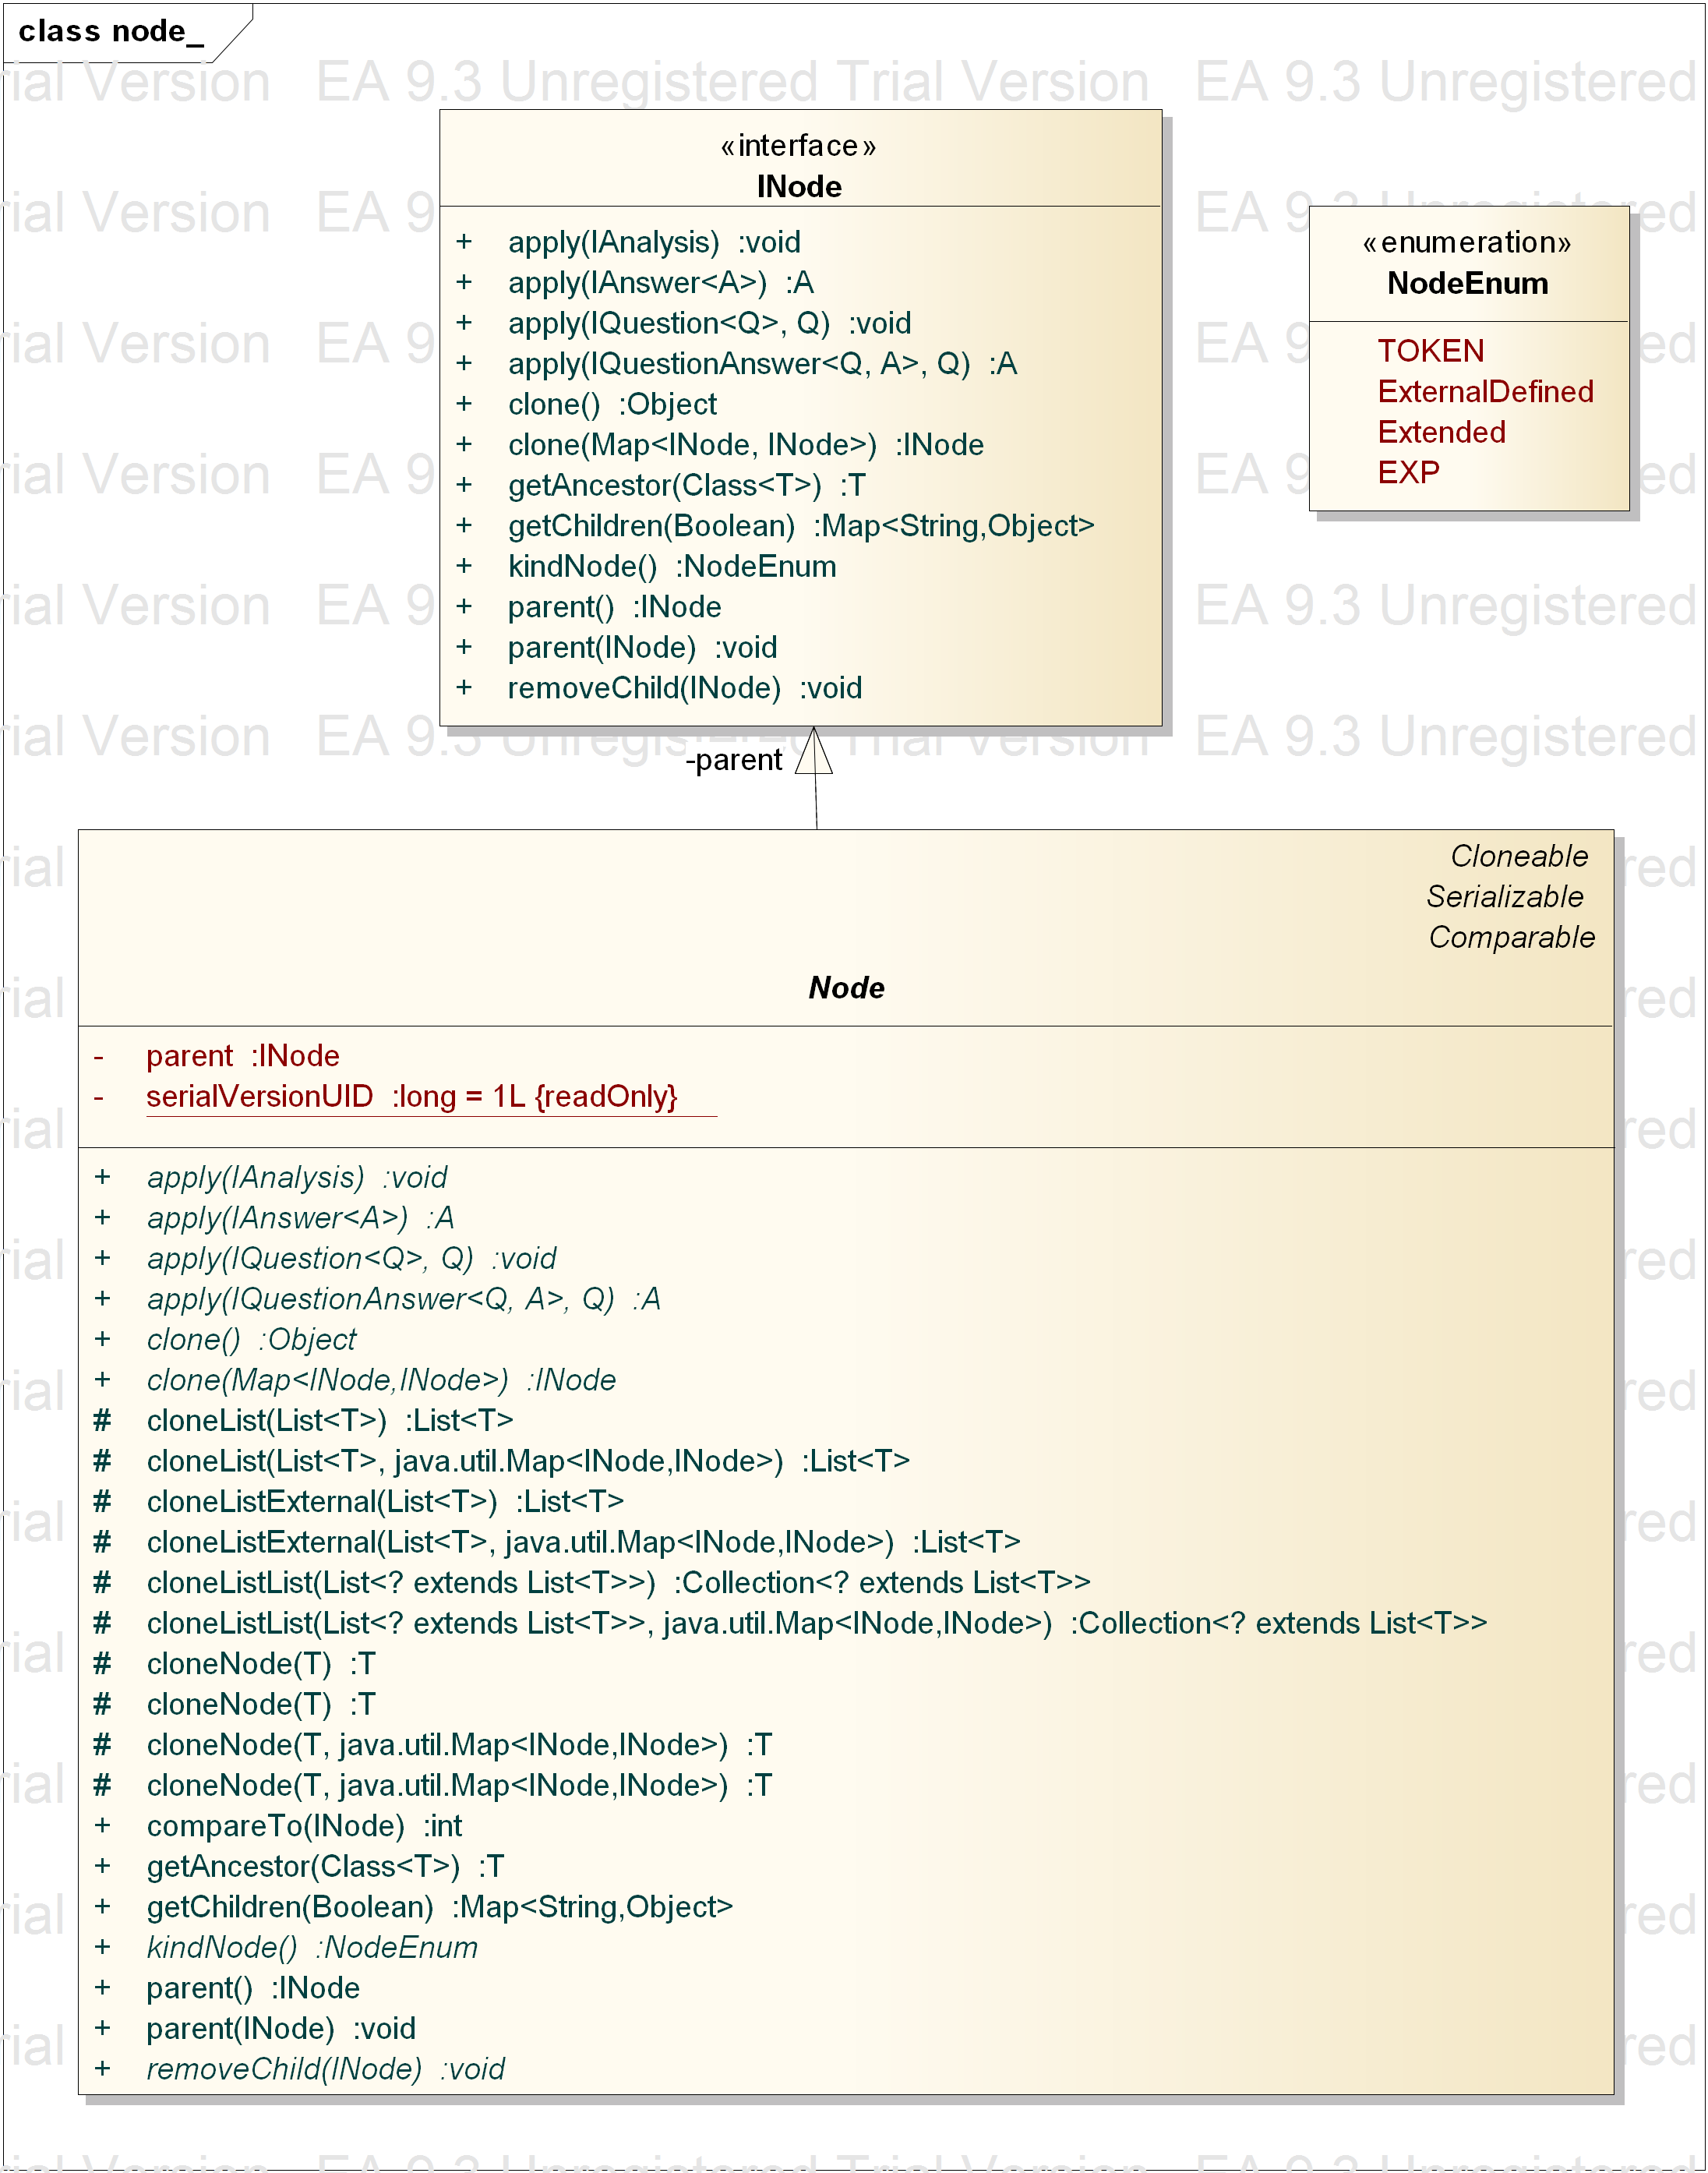 class node_
rial Version EA 9.3 Unregistered Trial Version EA 9.3 Unregistered
«interface»
INode
+ apply(IAnalysis) :void
+ apply(IAnswer<A>) :A
+ apply(IQuestion<Q>, Q) :void
+ apply(IQuestionAnswer<Q, A>, Q) :A
+ clone() :Object
+ clone(Map<INode, INode>) :INode
+ getAncestor(Class<T>) :T
+ getChildren(Boolean) :Map<String,Object>
+ kindNode() :NodeEnum
+ parent() :INode
+ parent(INode) :void
+ removeChild(INode) :void
«enumeration»
NodeEnum
TOKEN
ExternalDefined
Extended
EXP
-parent
Cloneable
Serializable
Comparable
Node
- parent :INode
- serialVersionUID :long = 1L {readOnly}
+ apply(IAnalysis) :void
+ apply(IAnswer<A>) :A
+ apply(IQuestion<Q>, Q) :void
+ apply(IQuestionAnswer<Q, A>, Q) :A
+ clone() :Object
+ clone(Map<INode,INode>) :INode
# cloneList(List<T>) :List<T>
# cloneList(List<T>, java.util.Map<INode,INode>) :List<T>
# cloneListExternal(List<T>) :List<T>
# cloneListExternal(List<T>, java.util.Map<INode,INode>) :List<T>
# cloneListList(List<? extends List<T>>) :Collection<? extends List<T>>
# cloneListList(List<? extends List<T>>, java.util.Map<INode,INode>) :Collection<? extends List<T>>
# cloneNode(T) :T
# cloneNode(T) :T
# cloneNode(T, java.util.Map<INode,INode>) :T
# cloneNode(T, java.util.Map<INode,INode>) :T
+ compareTo(INode) :int
+ getAncestor(Class<T>) :T
+ getChildren(Boolean) :Map<String,Object>
+ kindNode() :NodeEnum
+ parent() :INode
+ parent(INode) :void
+ removeChild(INode) :void